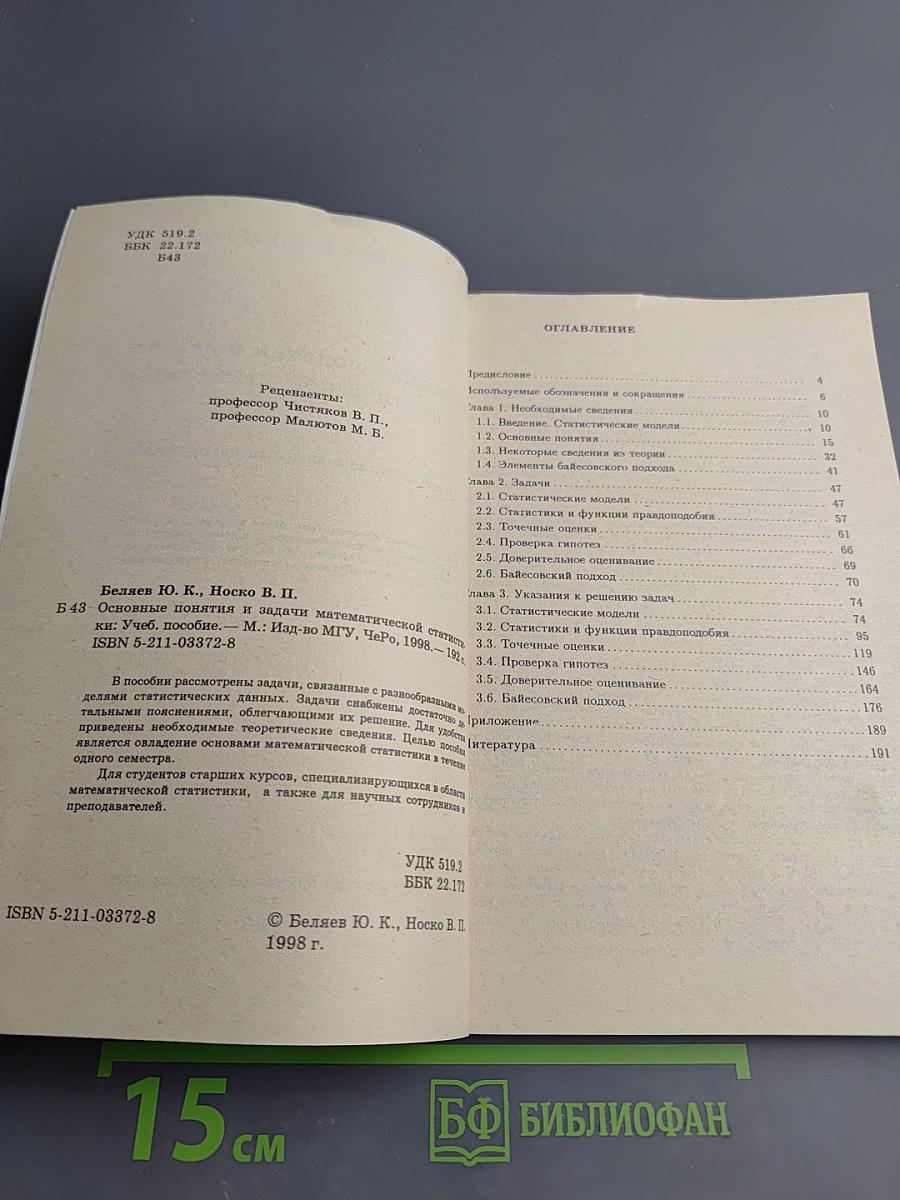 УДК 519.2
ББК 22.172
Б43
Рецензенты:
профессор Чистяков В. П.,
профессор Малютов М. Б.
Беляев Ю. К., Носко В. П.
Б 43 Основные понятия и задачи математической статисти-
ки: Учеб. пособие.— М.: Изд-во МГУ, ЧеРо, 1998.— 192 с.
ISBN 5-211-03372-8
В пособии рассмотрены задачи, связанные с разнообразными мо-
делями статистических данных. Задачи снабжены достаточно де-
тальными пояснениями, облегчающими их решение. Для удобства
приведены необходимые теоретические сведения. Целью пособия
является овладение основами математической статистики в течение
одного семестра.
Для студентов старших курсов, специализирующихся в области
математической статистики, а также для научных сотрудников и
преподавателей.
УДК 519.2
ББК 22.172
ISBN 5-211-03372-8
© Беляев Ю. К., Носко В. П.
1998 г.
ОГЛАВЛЕНИЕ
Предисловие 4
Используемые обозначения и сокращения 6
Глава 1. Необходимые сведения 10
1.1. Введение. Статистические модели 10
1.2. Основные понятия 15
1.3. Некоторые сведения из теории 32
1.4. Элементы байесовского подхода 41
Глава 2. Задачи 47
2.1. Статистические модели 47
2.2. Статистики и функции правдоподобия 57
2.3. Точечные оценки 61
2.4. Проверка гипотез 66
2.5. Доверительное оценивание 69
2.6. Байесовский подход 70
Глава 3. Указания к решению задач 74
3.1. Статистические модели 74
3.2. Статистики и функции правдоподобия 95
3.3. Точечные оценки 119
3.4. Проверка гипотез 146
3.5. Доверительное оценивание 164
3.6. Байесовский подход 176
Приложение 189
Литература 191
15 см
БФ БИБЛИОФАН